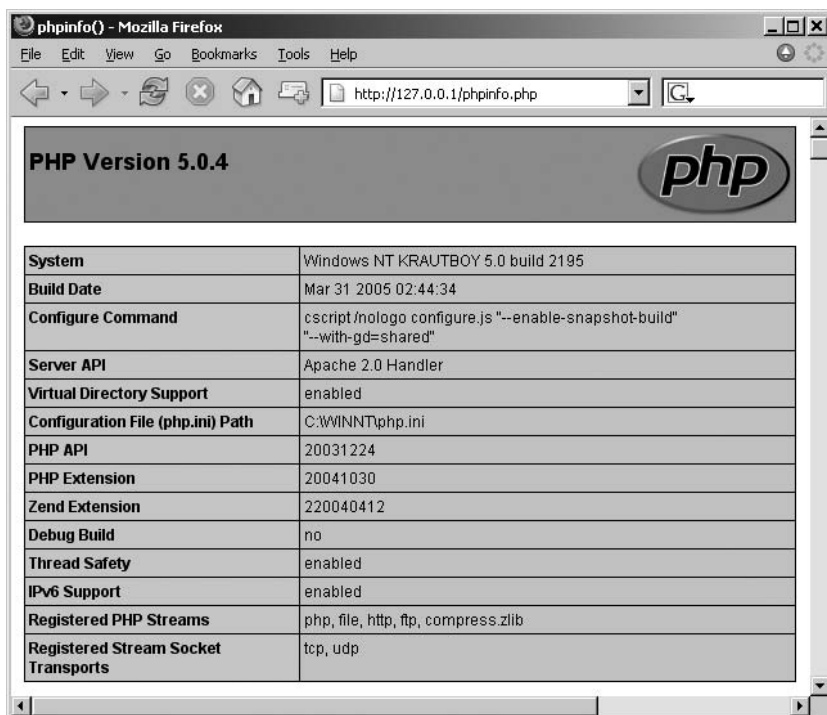 phpinfo() - Mozilla Firefox
File Edit View Go Bookmarks Tools Help
http://127.0.0.1/phpinfo.php G
PHP Version 5.0.4 php
System Windows NT KRAUTBOY 5.0 build 2195
Build Date Mar 31 2005 02:44:34
Configure Command cscript /nologo configure.js "--enable-snapshot-build"
"--with-gd=shared"
Server API Apache 2.0 Handler
Virtual Directory Support enabled
Configuration File (php.ini) Path C:\WINNT\php.ini
PHP API 20031224
PHP Extension 20041030
Zend Extension 220040412
Debug Build no
Thread Safety enabled
IPv6 Support enabled
Registered PHP Streams php, file, http, ftp, compress.zlib
Registered Stream Socket tcp, udp
Transports